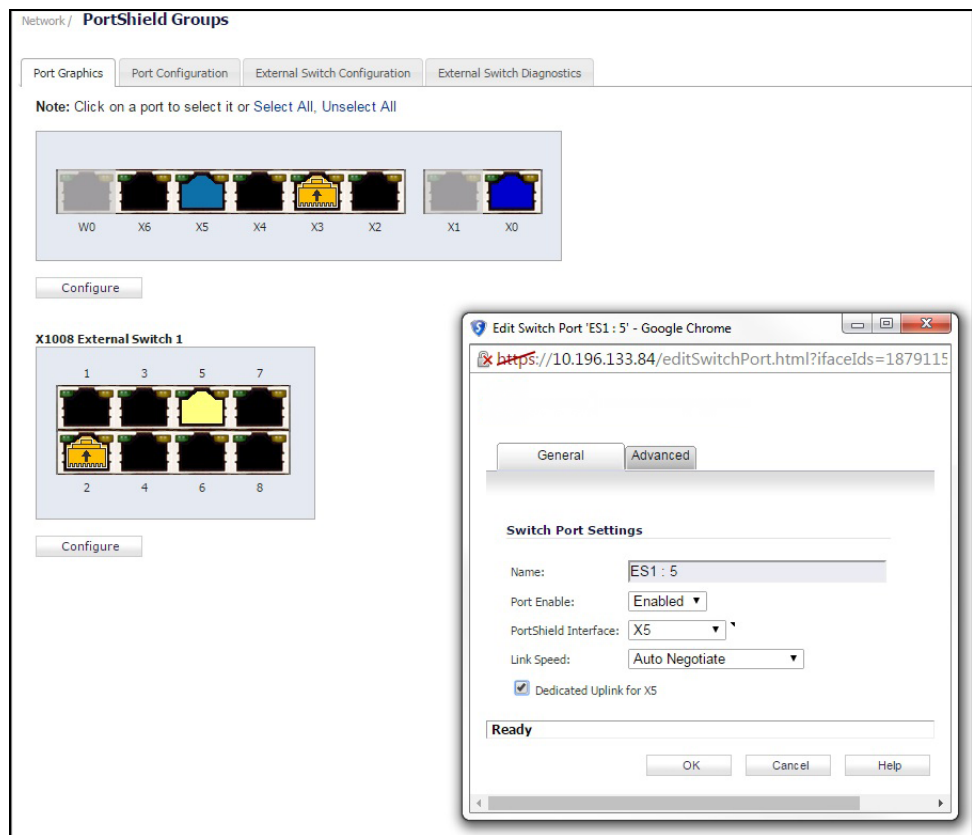 Network / PortShield Groups
Port Graphics Port Configuration External Switch Configuration External Switch Diagnostics
Note: Click on a port to select it or Select All, Unselect All
W0 X6 X5 X4 X3 X2 X1 X0
Configure
X1008 External Switch 1
1 3 5 7
2 4 6 8
Configure
Edit Switch Port 'ES1 : 5' - Google Chrome
https://10.196.133.84/editSwitchPort.html?ifaceIds=1879115
General Advanced
Switch Port Settings
Name: ES1 : 5
Port Enable: Enabled
PortShield Interface: X5
Link Speed: Auto Negotiate
Dedicated Uplink for X5
Ready
OK Cancel Help